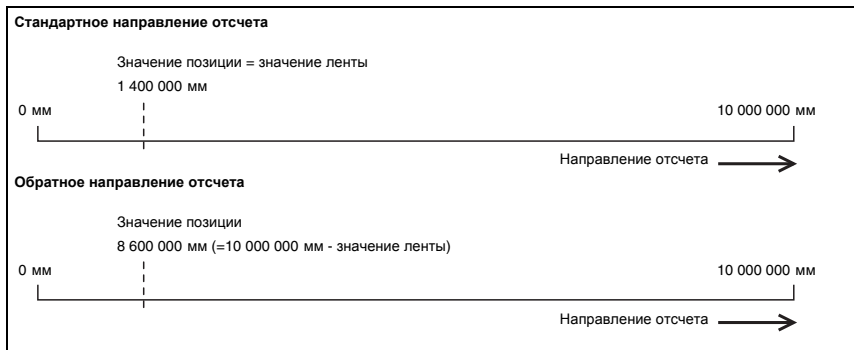 Стандартное направление отсчета
Значение позиции = значение ленты
1 400 000 мм
0 мм
10 000 000 мм
Направление отсчета
Обратное направление отсчета
Значение позиции
8 600 000 мм (=10 000 000 мм - значение ленты)
0 мм
10 000 000 мм
Направление отсчета